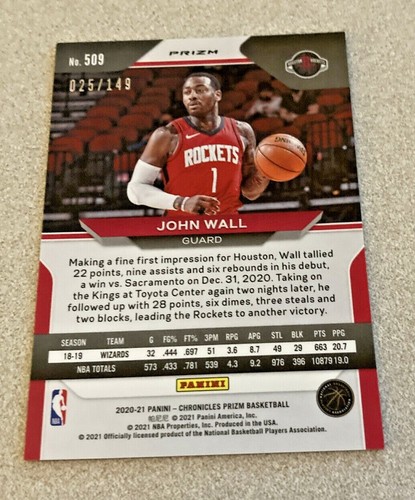 PRIZM
No. 509
025/149
ROCKETS
1
SPALDING
JOHN WALL
GUARD
Making a fine first impression for Houston, Wall tallied
22 points, nine assists and six rebounds in his debut,
a win vs. Sacramento on Dec. 31, 2020. Taking on
the Kings at Toyota Center again two nights later, he
followed up with 28 points, six dimes, three steals and
two blocks, leading the Rockets to another victory.
SEASON TEAM G FG% FT% 3PM RPG APG STL BLK PTS PPG
18-19 WIZARDS 32 .444 .697 51 3.6 8.7 49 29 663 20.7
NBA TOTALS 573 .433 .781 539 4.3 9.2 976 396 10879 19.0
PANINI
2020-21 PANINI – CHRONICLES PRIZM BASKETBALL
帕尼尼 © 2021 Panini America, Inc.
© 2021 NBA Properties, Inc. Produced in the USA.
© 2021 Officially licensed product of the National Basketball Players Association.
NBA